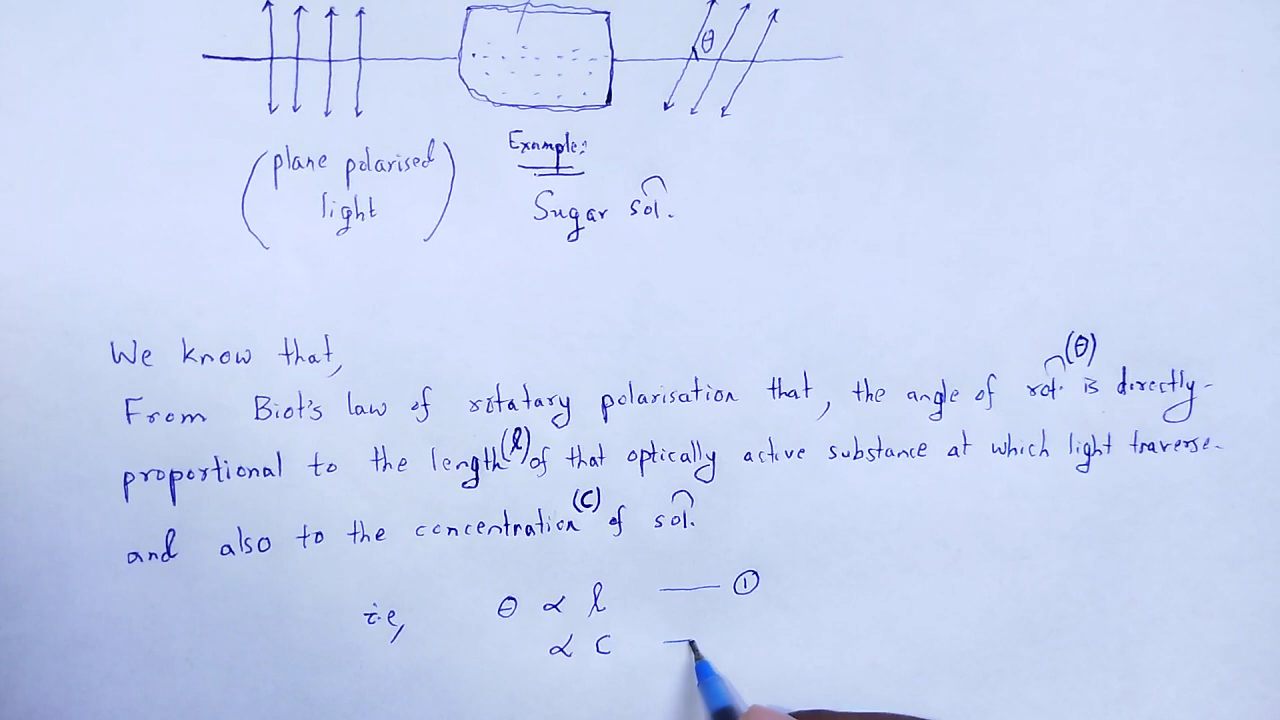 θ
Example:
(plane polarised
light)
Sugar sol.
We know that,
(θ)
From Biot's law of rotatary polarisation that, the angle of rot. is directly-
proportional to the length (l) of that optically active substance at which light traverse.
and also to the concentration (C) of sol.
i.e, θ ∝ l —— ①
∝ C —